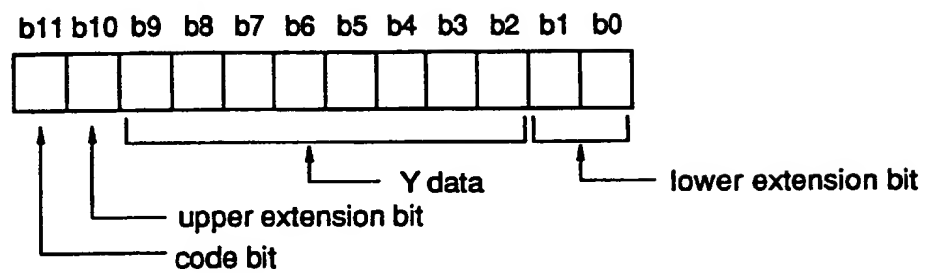 b11 b10 b9 b8 b7 b6 b5 b4 b3 b2 b1 b0
Y data
lower extension bit
upper extension bit
code bit